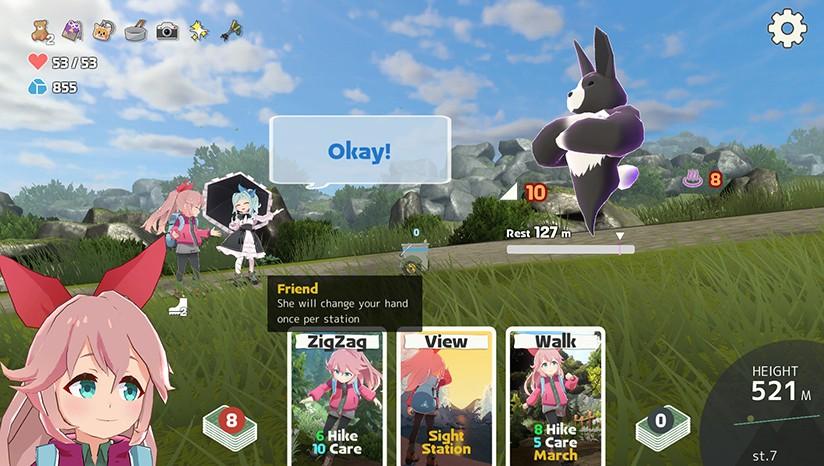 2
53 / 53
855
Okay!
10
8
Rest 127 m
0
Friend
She will change your hand
once per station
2
ZigZag
6 Hike
10 Care
View
Sight
Station
Walk
8 Hike
5 Care
March
8
0
HEIGHT
521 M
st.7